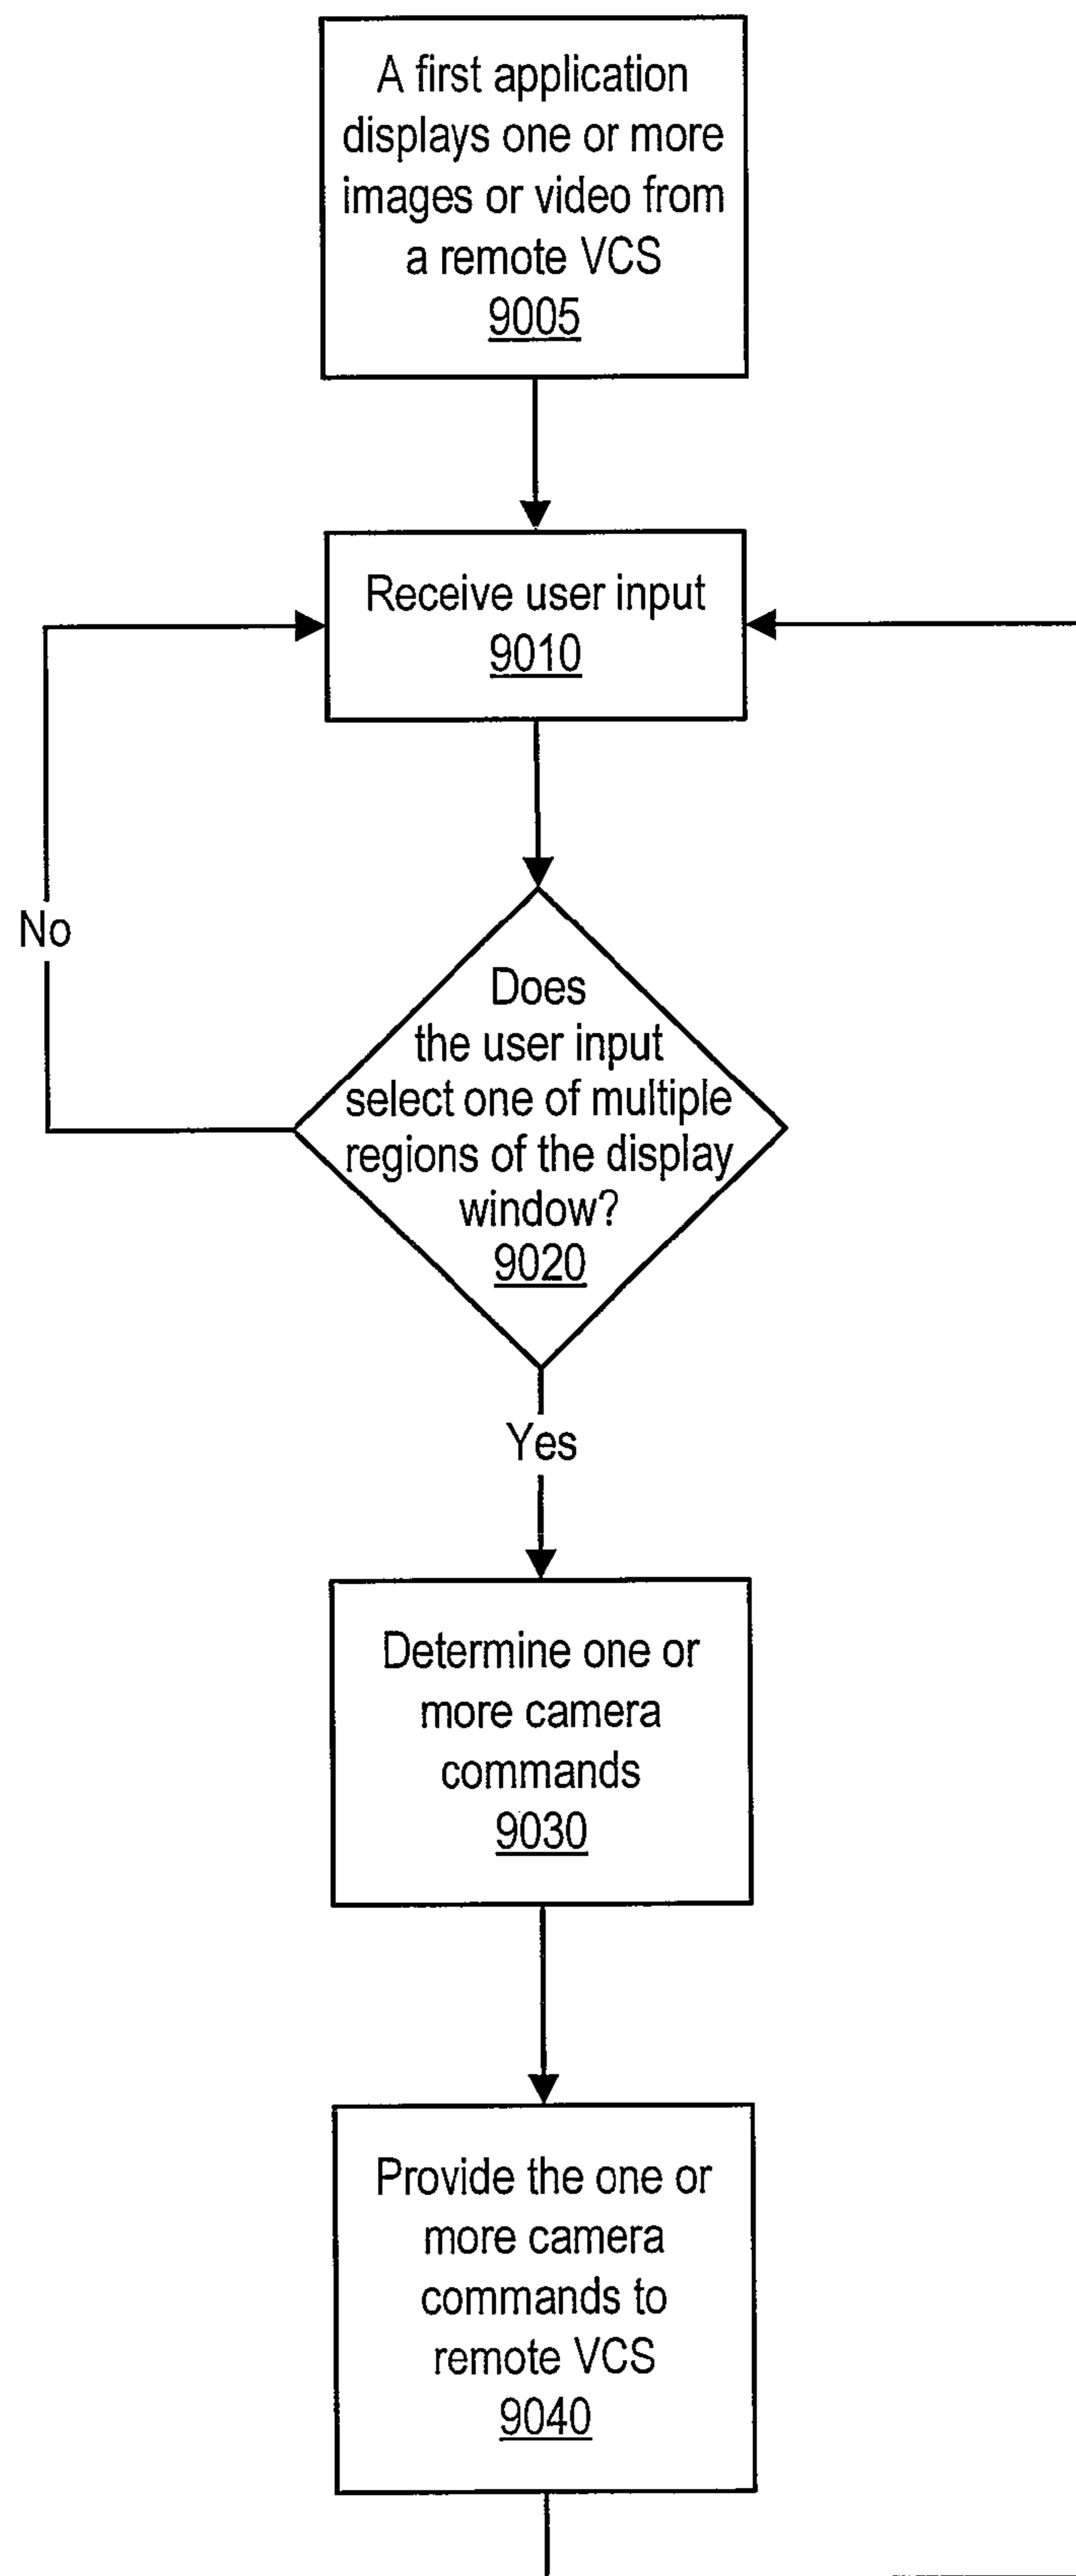 A first application
displays one or more
images or video from
a remote VCS
9005
Receive user input
9010
No
Does
the user input
select one of multiple
regions of the display
window?
9020
Yes
Determine one or
more camera
commands
9030
Provide the one or
more camera
commands to
remote VCS
9040